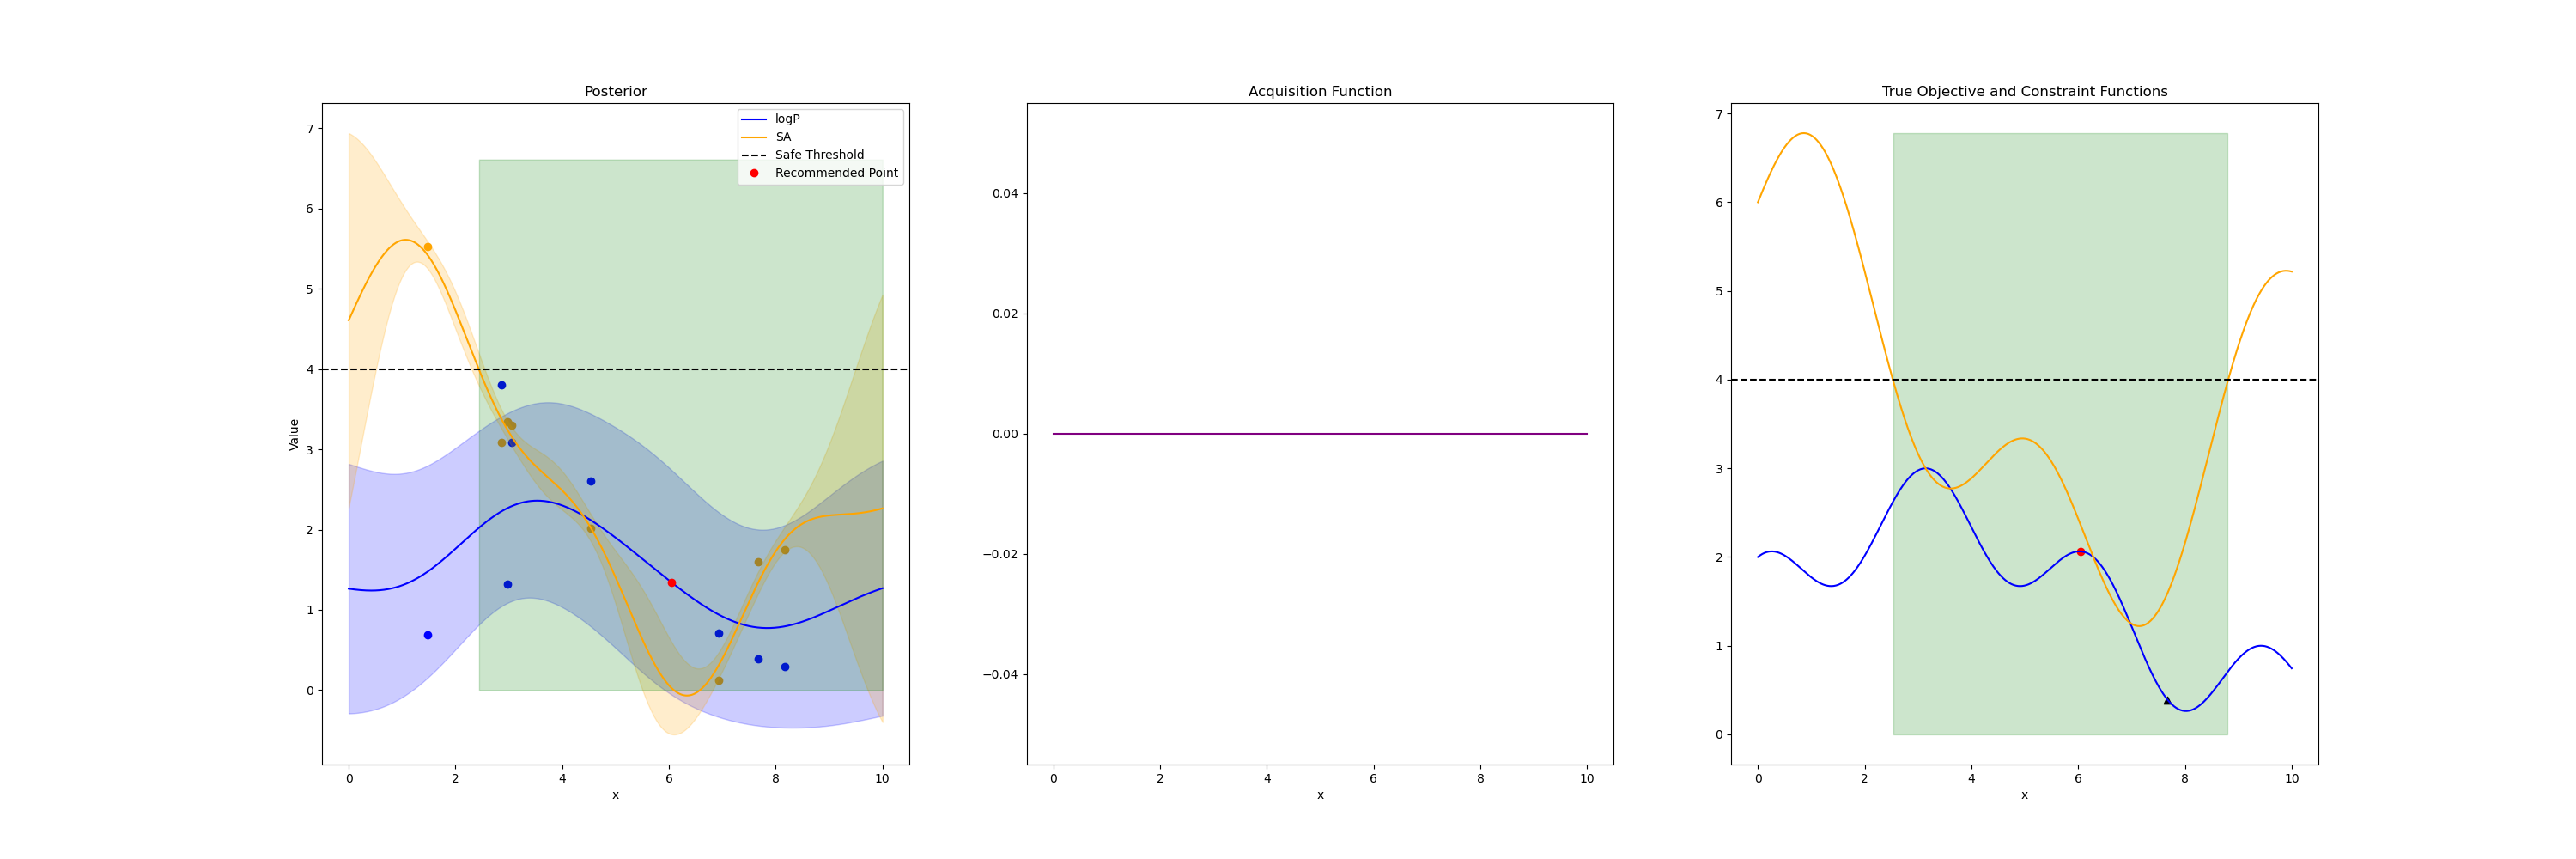 Posterior
logP
SA
Safe Threshold
Recommended Point
7
6
5
4
3
2
1
0
Value
0 2 4 6 8 10
x
Acquisition Function
0.04
0.02
0.00
−0.02
−0.04
0 2 4 6 8 10
x
True Objective and Constraint Functions
7
6
5
4
3
2
1
0
0 2 4 6 8 10
x